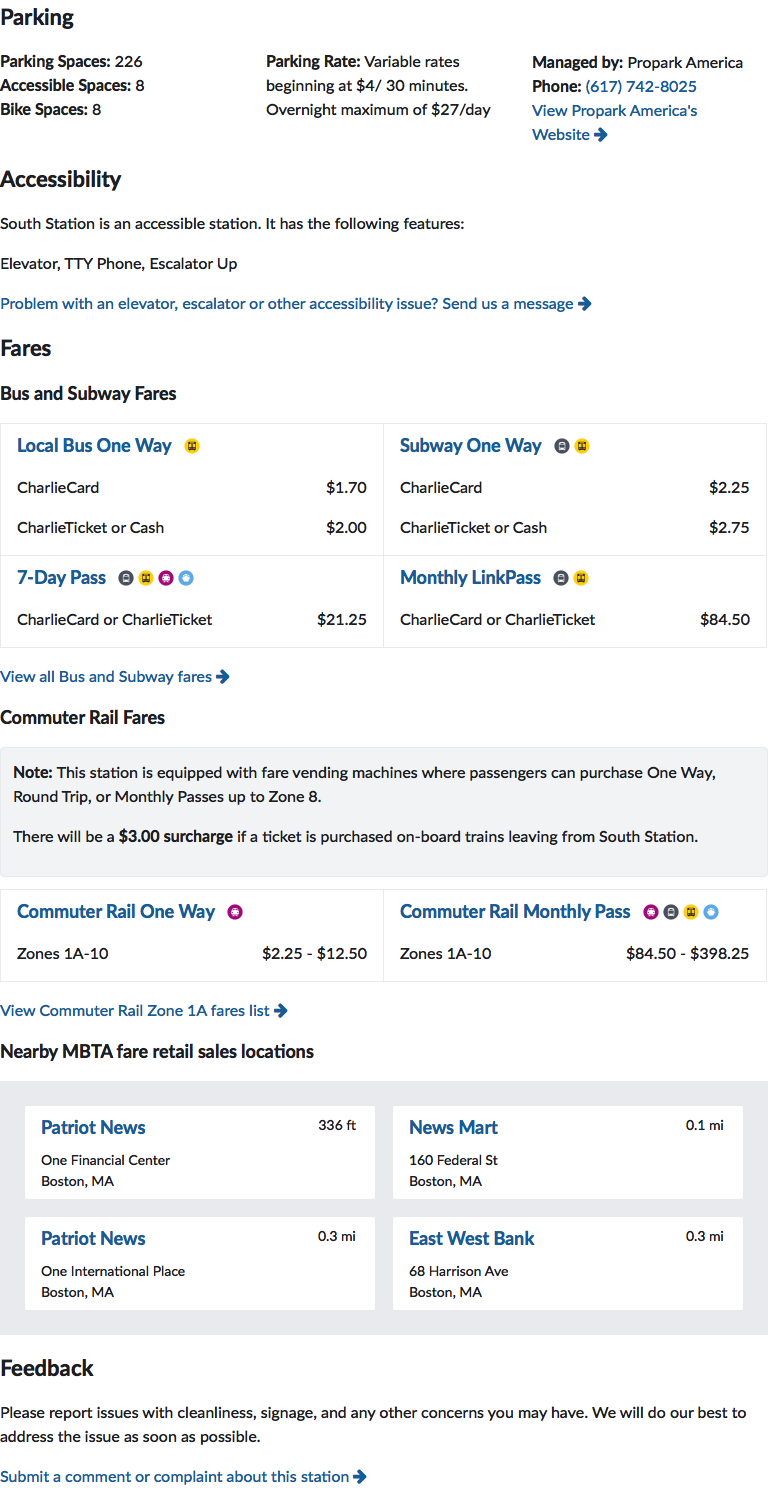 Parking
Parking Spaces: 226
Accessible Spaces: 8
Bike Spaces: 8
Parking Rate: Variable rates
beginning at $4/ 30 minutes.
Overnight maximum of $27/day
Managed by: Propark America
Phone: (617) 742-8025
View Propark America's
Website
Accessibility
South Station is an accessible station. It has the following features:
Elevator, TTY Phone, Escalator Up
Problem with an elevator, escalator or other accessibility issue? Send us a message
Fares
Bus and Subway Fares
Local Bus One Way
CharlieCard $1.70
CharlieTicket or Cash $2.00
Subway One Way
CharlieCard $2.25
CharlieTicket or Cash $2.75
7-Day Pass
CharlieCard or CharlieTicket $21.25
Monthly LinkPass
CharlieCard or CharlieTicket $84.50
View all Bus and Subway fares
Commuter Rail Fares
Note: This station is equipped with fare vending machines where passengers can purchase One Way,
Round Trip, or Monthly Passes up to Zone 8.
There will be a $3.00 surcharge if a ticket is purchased on-board trains leaving from South Station.
Commuter Rail One Way
Zones 1A-10 $2.25 - $12.50
Commuter Rail Monthly Pass
Zones 1A-10 $84.50 - $398.25
View Commuter Rail Zone 1A fares list
Nearby MBTA fare retail sales locations
Patriot News 336 ft
One Financial Center
Boston, MA
News Mart 0.1 mi
160 Federal St
Boston, MA
Patriot News 0.3 mi
One International Place
Boston, MA
East West Bank 0.3 mi
68 Harrison Ave
Boston, MA
Feedback
Please report issues with cleanliness, signage, and any other concerns you may have. We will do our best to
address the issue as soon as possible.
Submit a comment or complaint about this station